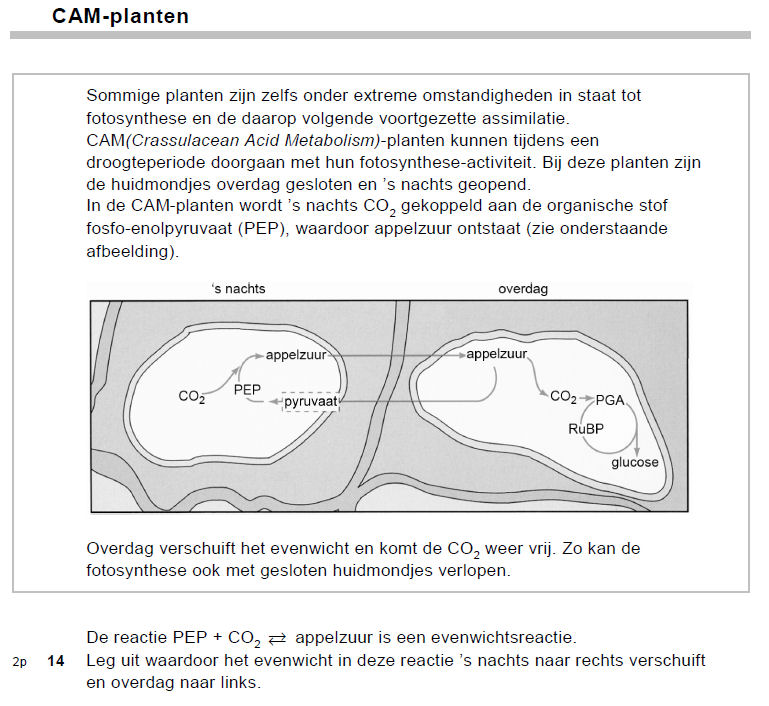 CAM-planten
Sommige planten zijn zelfs onder extreme omstandigheden in staat tot
fotosynthese en de daarop volgende voortgezette assimilatie.
CAM(Crassulacean Acid Metabolism)-planten kunnen tijdens een
droogteperiode doorgaan met hun fotosynthese-activiteit. Bij deze planten zijn
de huidmondjes overdag gesloten en 's nachts geopend.
In de CAM-planten wordt 's nachts CO₂ gekoppeld aan de organische stof
fosfo-enolpyruvaat (PEP), waardoor appelzuur ontstaat (zie onderstaande
afbeelding).
's nachts
overdag
appelzuur
CO₂
PEP
pyruvaat
appelzuur
CO₂
PGA
RuBP
glucose
Overdag verschuift het evenwicht en komt de CO₂ weer vrij. Zo kan de
fotosynthese ook met gesloten huidmondjes verlopen.
De reactie PEP + CO₂ ⇄ appelzuur is een evenwichtsreactie.
2p 14 Leg uit waardoor het evenwicht in deze reactie 's nachts naar rechts verschuift
en overdag naar links.